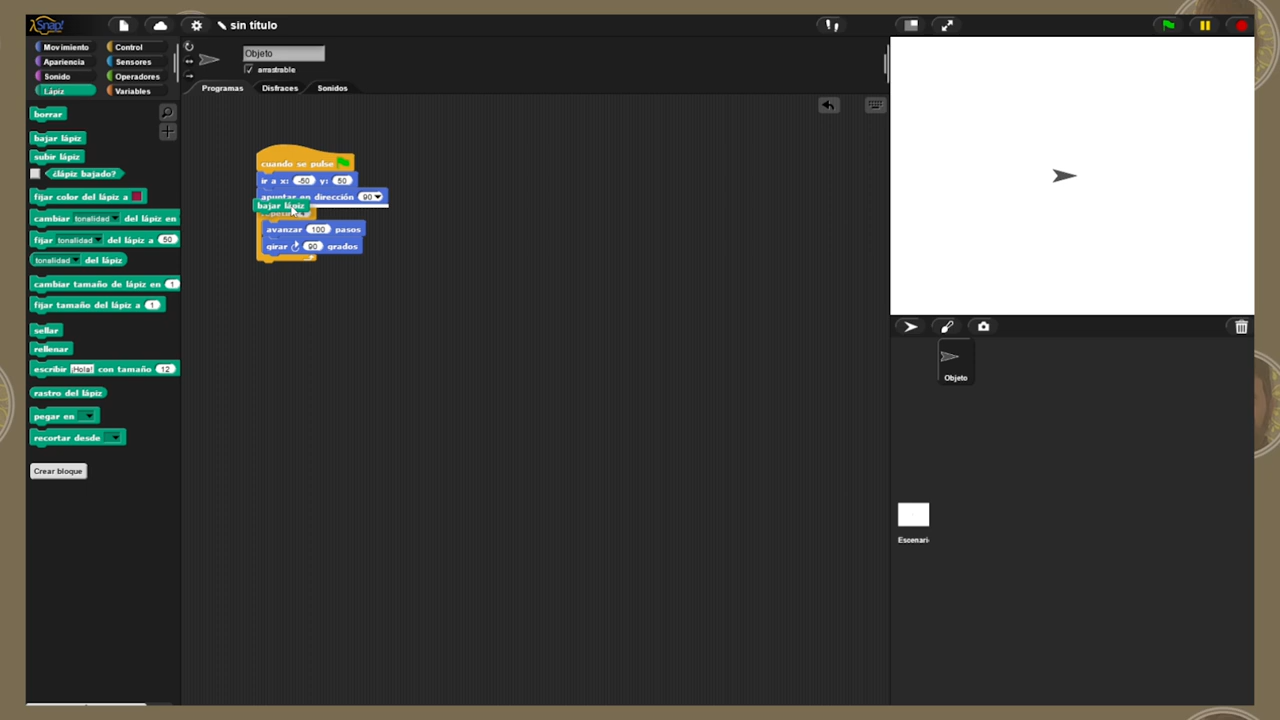 Snap!
sin título
Movimiento
Control
Apariencia
Sensores
Sonido
Operadores
Lápiz
Variables
Objeto
arrastrable
Programas
Disfraces
Sonidos
borrar
bajar lápiz
subir lápiz
¿lápiz bajado?
fijar color del lápiz a
cambiar tonalidad del lápiz en
fijar tonalidad del lápiz a 50
tonalidad del lápiz
cambiar tamaño de lápiz en 1
fijar tamaño del lápiz a 1
sellar
rellenar
escribir ¡Hola! con tamaño 12
rastro del lápiz
pegar en
recortar desde
Crear bloque
cuando se pulse
ir a x: -50 y: 50
apuntar en dirección 90
bajar lápiz
avanzar 100 pasos
girar 90 grados
Objeto
Escenari